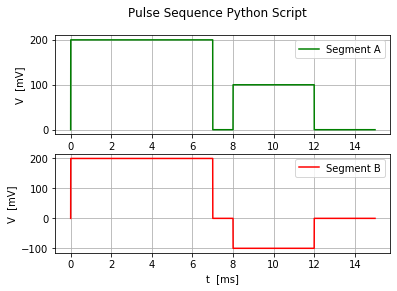 Pulse Sequence Python Script
200
100
0
V [mV]
Segment A
0 2 4 6 8 10 12 14
200
100
0
−100
V [mV]
Segment B
0 2 4 6 8 10 12 14
t [ms]